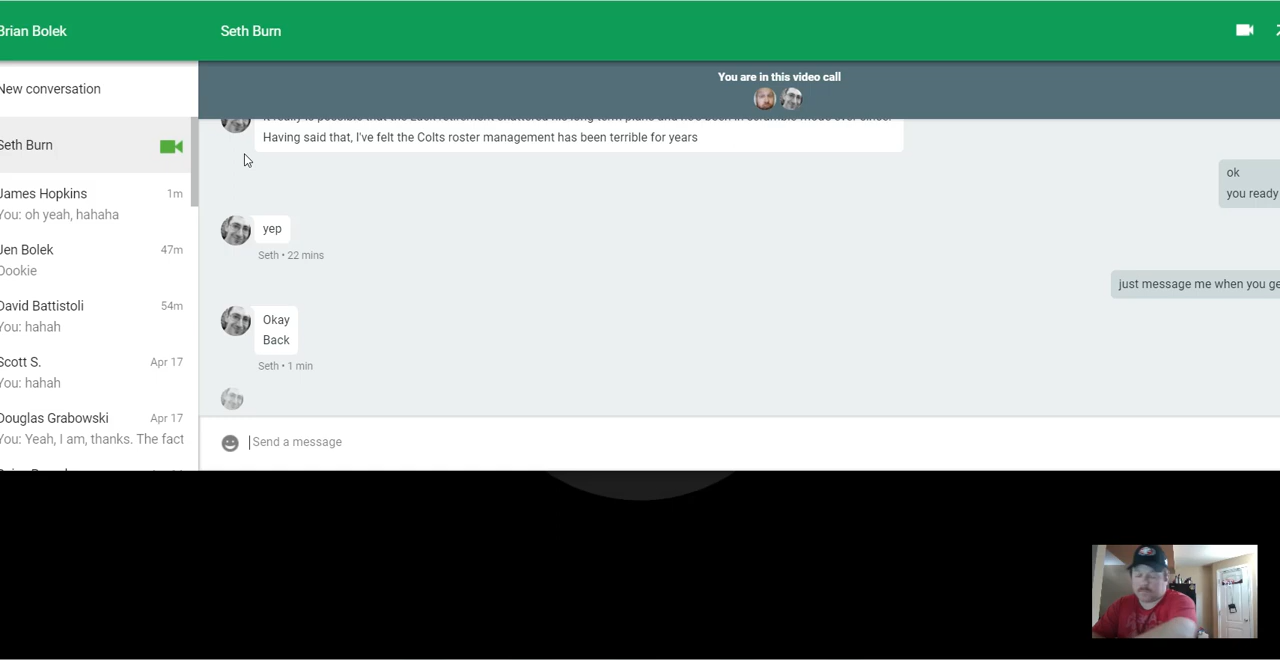 Brian Bolek
Seth Burn
New conversation
You are in this video call
Seth Burn
James Hopkins 1m
You: oh yeah, hahaha
Jen Bolek 47m
Dookie
David Battistoli 54m
You: hahah
Scott S. Apr 17
You: hahah
Douglas Grabowski Apr 17
You: Yeah, I am, thanks. The fact
Having said that, I've felt the Colts roster management has been terrible for years
ok
you ready
yep
Seth • 22 mins
just message me when you ge
Okay
Back
Seth • 1 min
Send a message